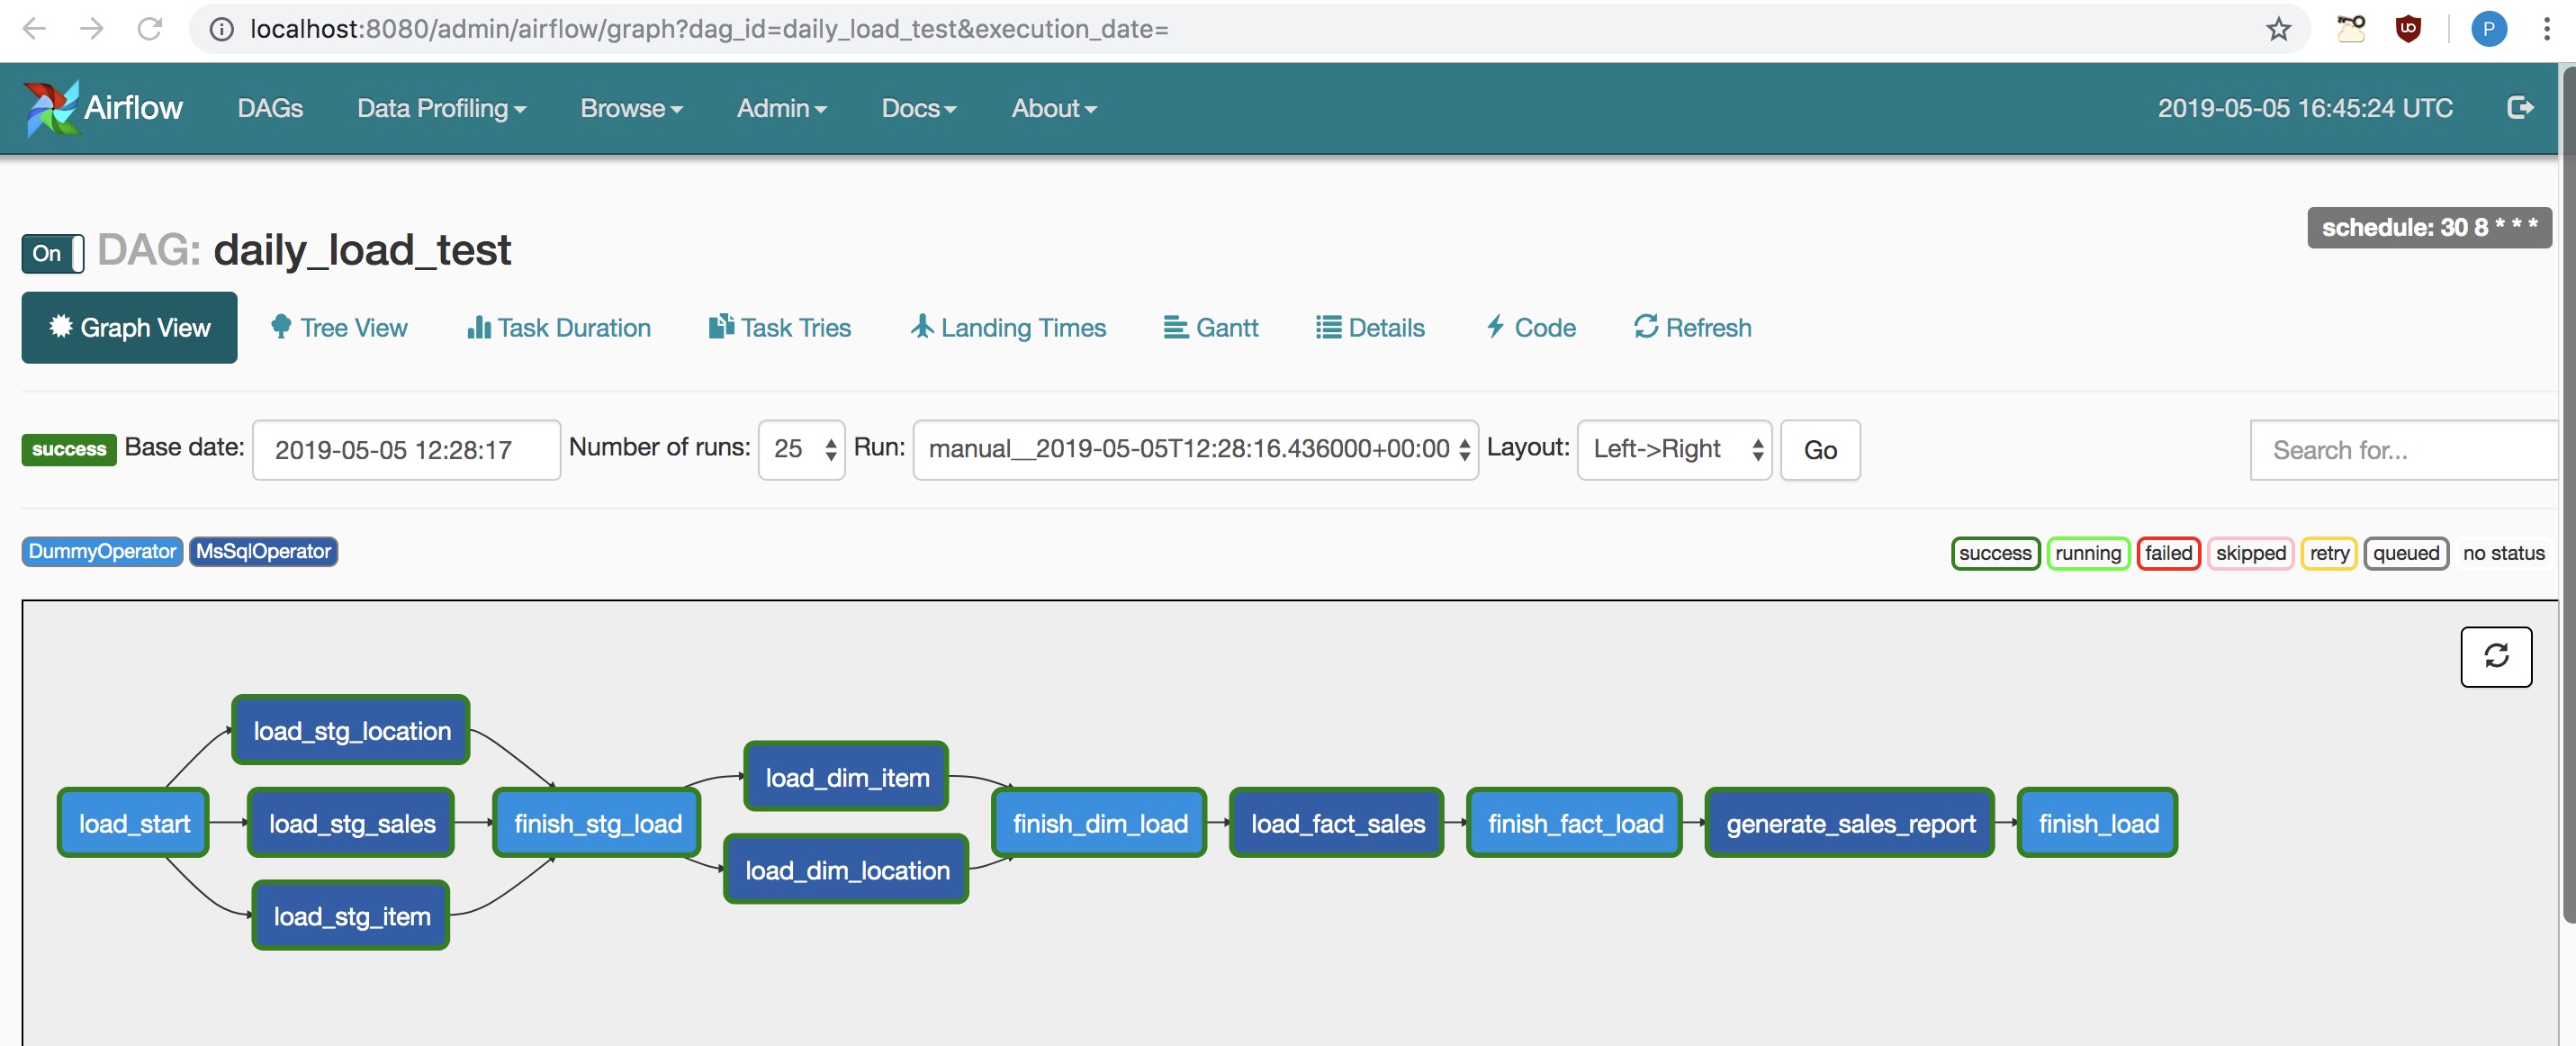 localhost:8080/admin/airflow/graph?dag_id=daily_load_test&execution_date=
P
Airflow DAGs Data Profiling Browse Admin Docs About 2019-05-05 16:45:24 UTC
schedule: 30 8 * * *
On DAG: daily_load_test
Graph View Tree View Task Duration Task Tries Landing Times Gantt Details Code Refresh
success Base date: 2019-05-05 12:28:17 Number of runs: 25 Run: manual__2019-05-05T12:28:16.436000+00:00 Layout: Left->Right Go Search for...
DummyOperator MsSqlOperator success running failed skipped retry queued no status
load_stg_location
load_dim_item
load_start load_stg_sales finish_stg_load finish_dim_load load_fact_sales finish_fact_load generate_sales_report finish_load
load_dim_location
load_stg_item